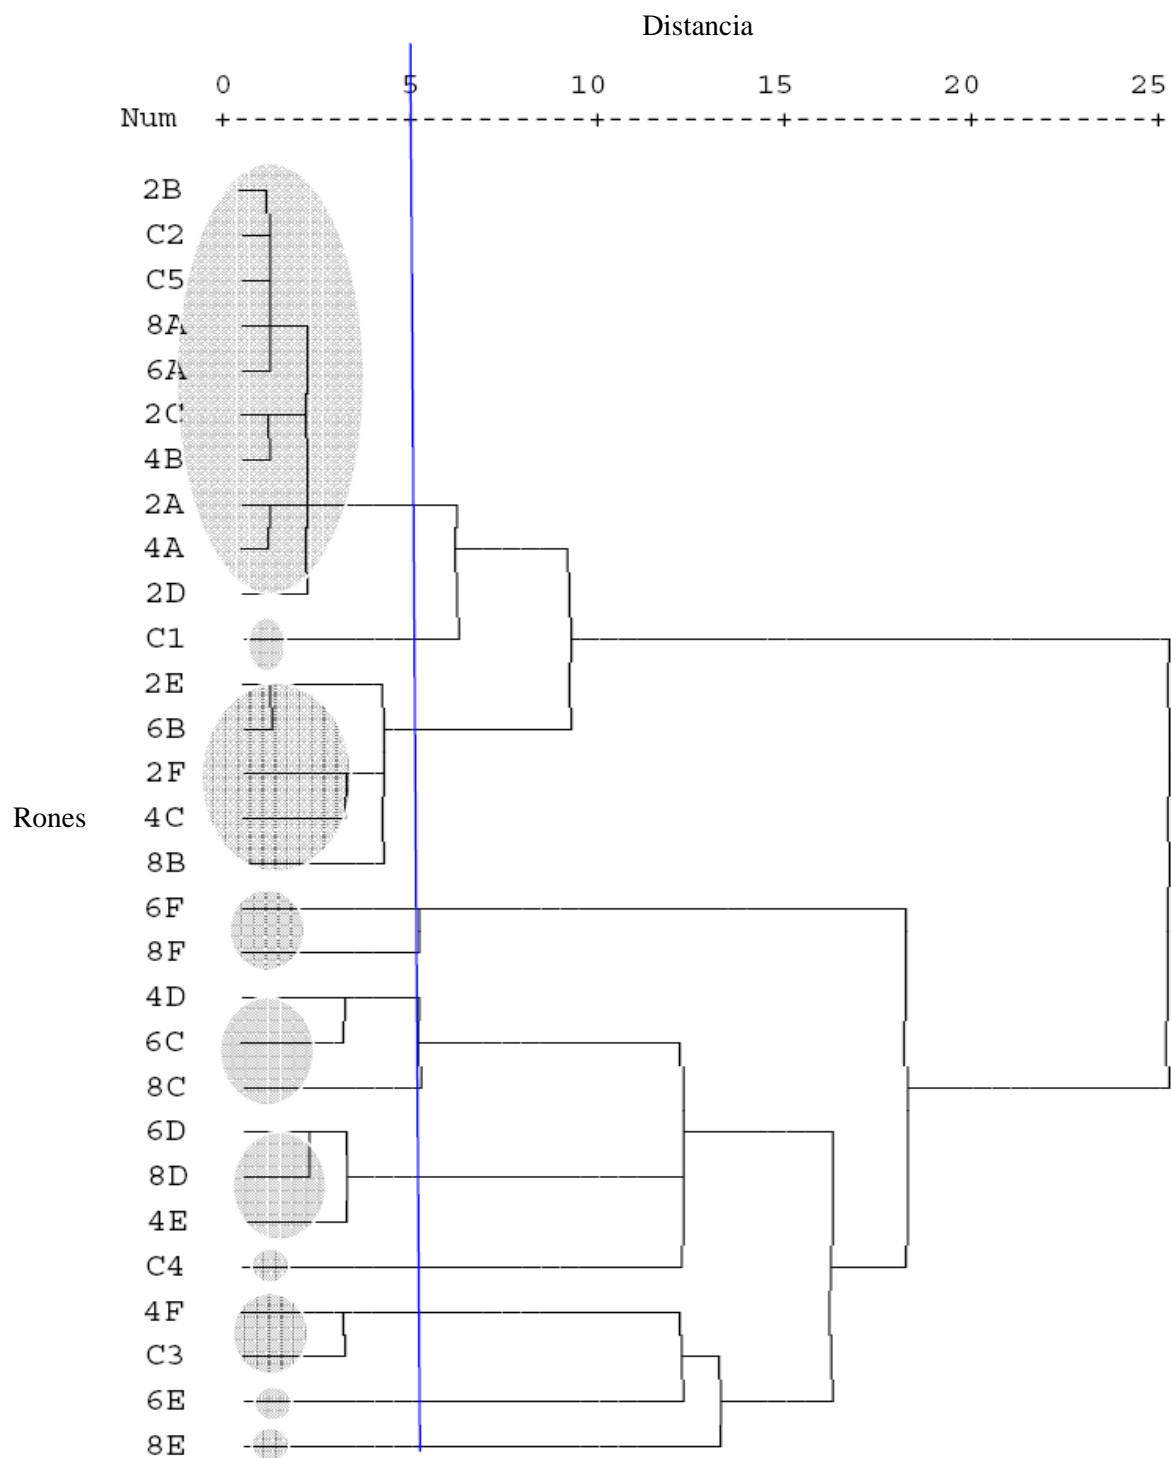 Distancia
0 5 10 15 20 25
Num +---------+---------+---------+---------+---------+
2B
C2
C5
8A
6A
2C
4B
2A
4A
2D
C1
2E
6B
2F
Rones 4C
8B
6F
8F
4D
6C
8C
6D
8D
4E
C4
4F
C3
6E
8E